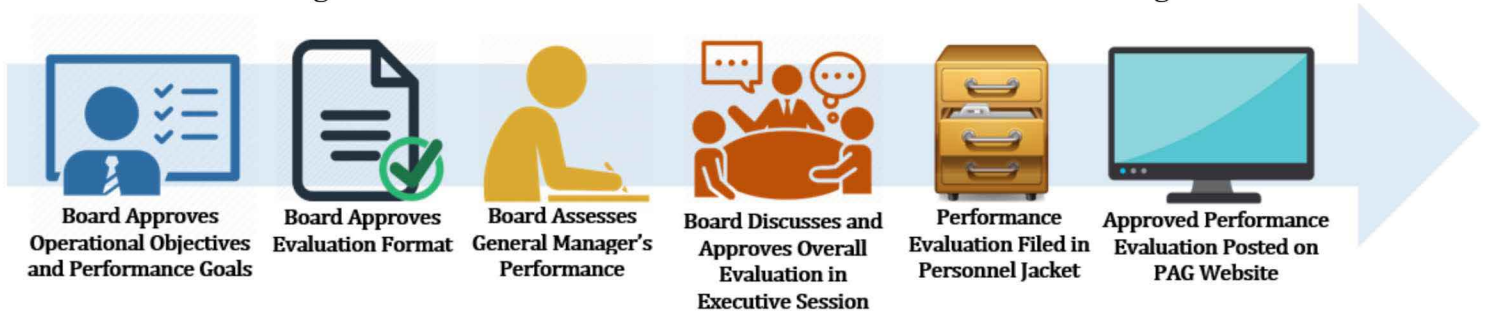 Board Approves
Operational Objectives
and Performance Goals
Board Approves
Evaluation Format
Board Assesses
General Manager's
Performance
Board Discusses and
Approves Overall
Evaluation in
Executive Session
Performance
Evaluation Filed in
Personnel Jacket
Approved Performance
Evaluation Posted on
PAG Website